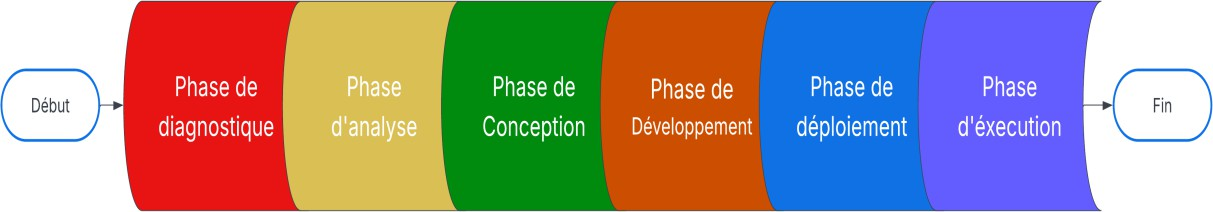 Début
Phase de
diagnostique
Phase
d'analyse
Phase de
Conception
Phase de
Développement
Phase de
déploiement
Phase
d'éxecution
Fin